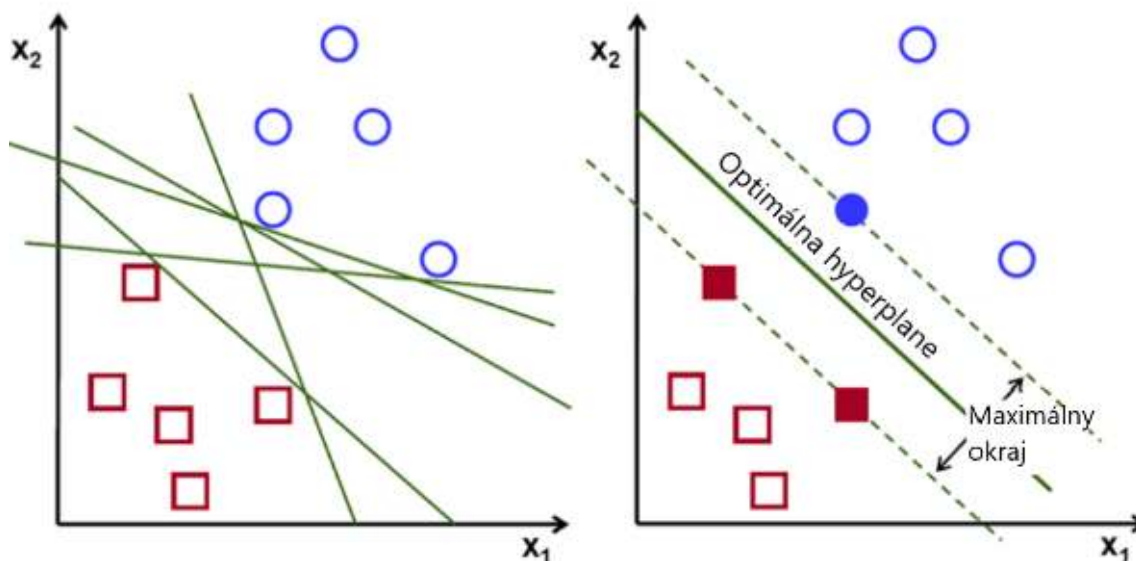 X₂
X₁
X₂
Optimálna hyperplane
Maximálny
okraj
X₁